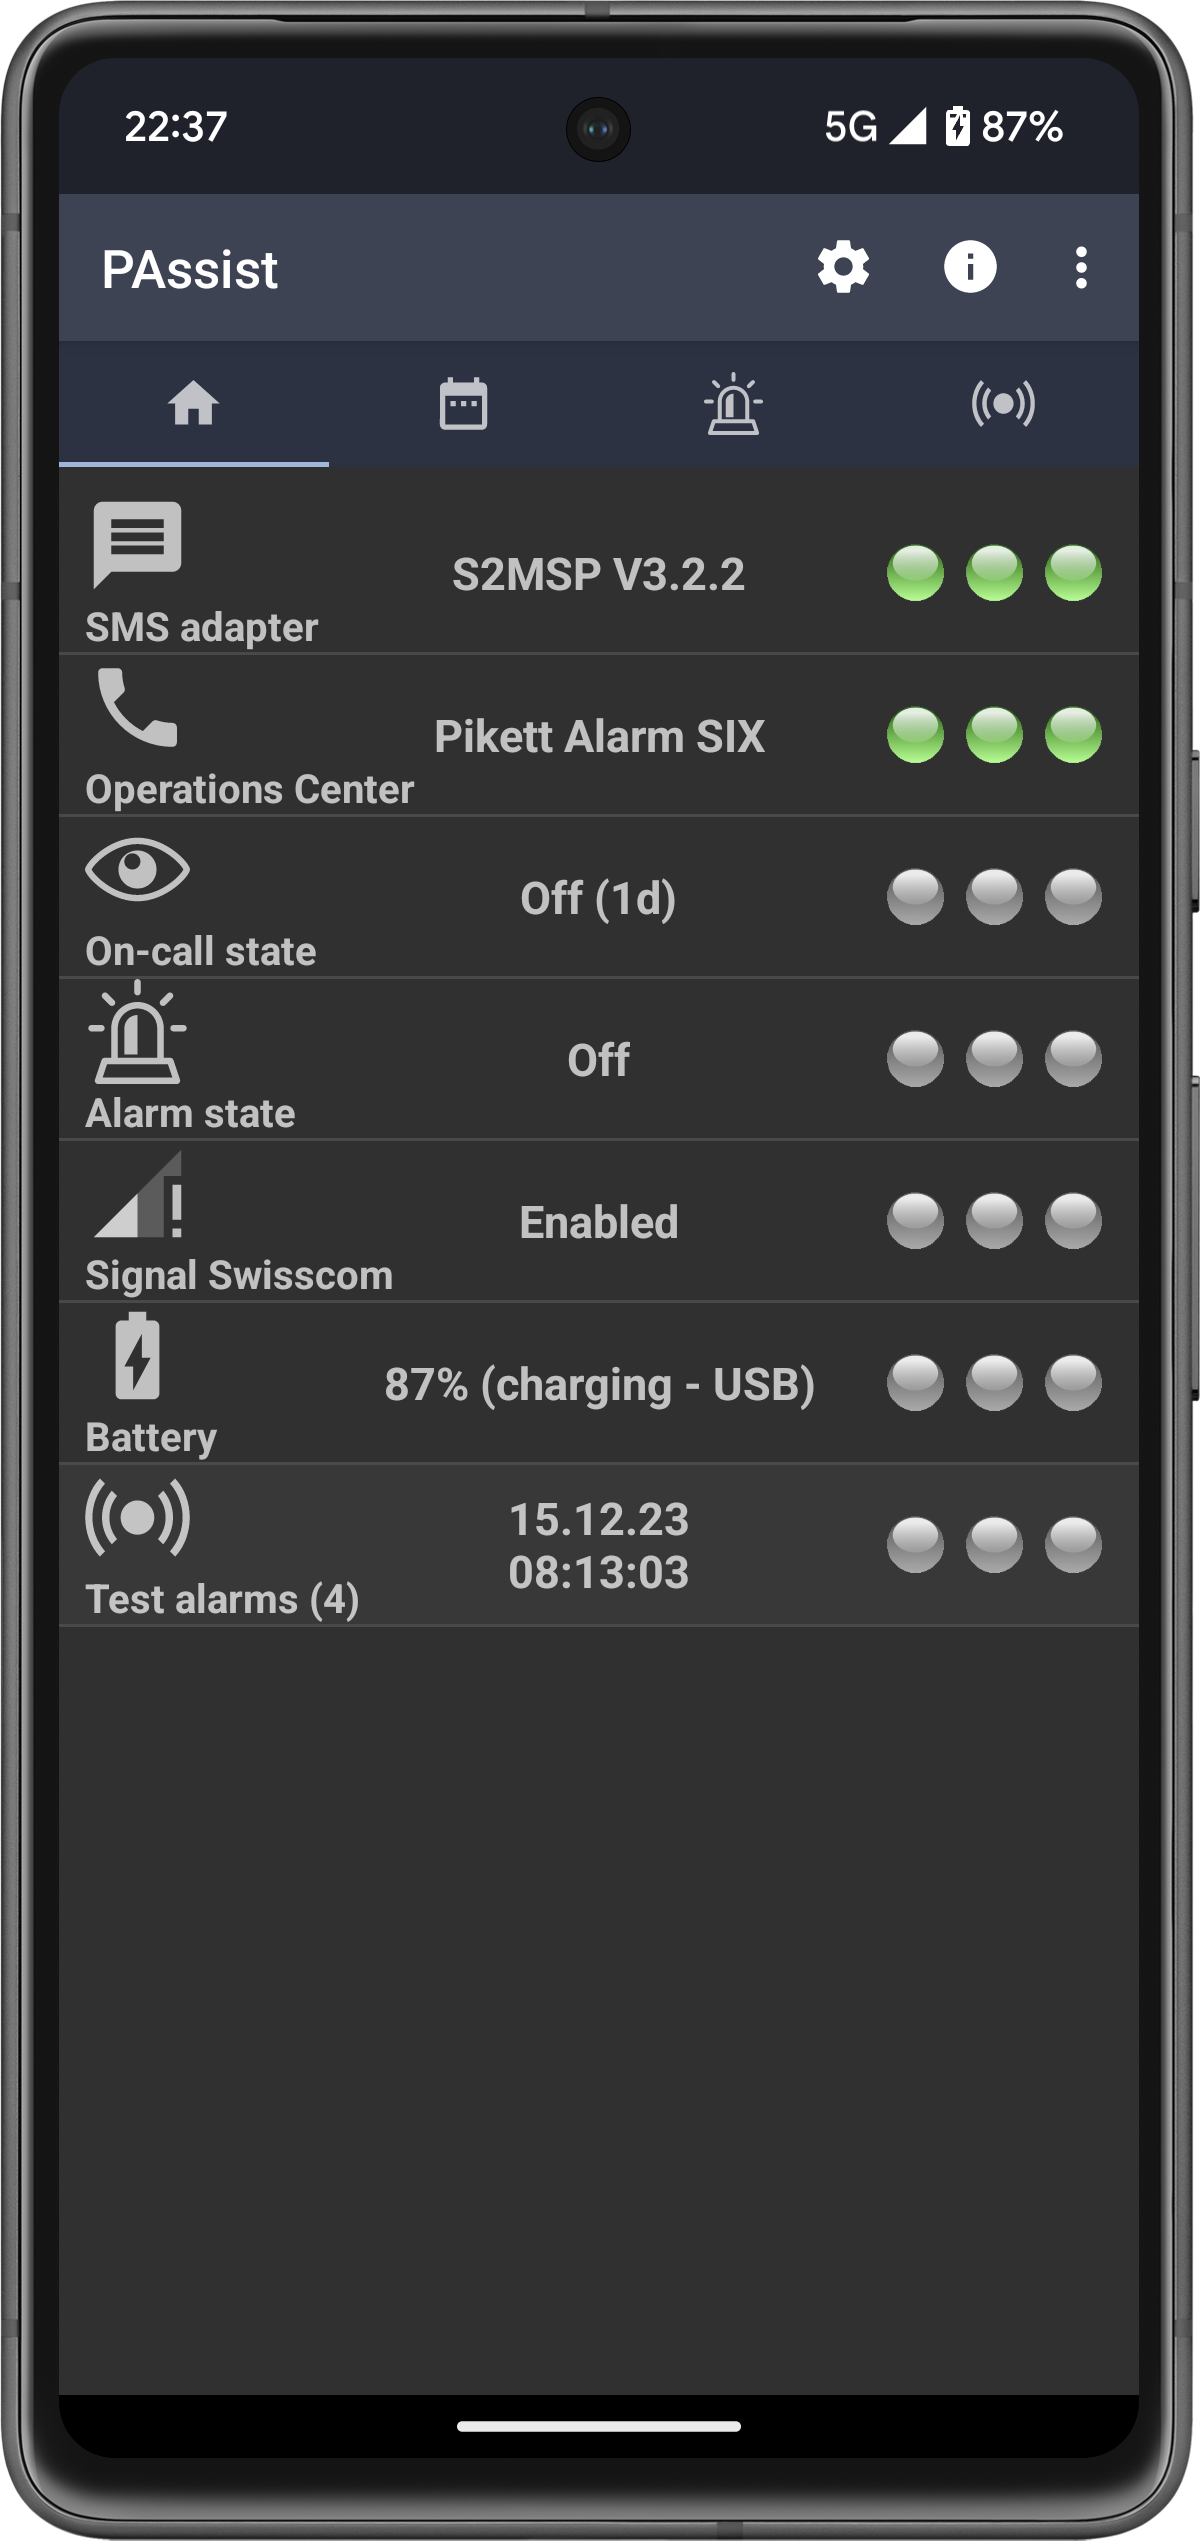 22:37
5G 87%
PAssist
S2MSP V3.2.2
SMS adapter
Pikett Alarm SIX
Operations Center
Off (1d)
On-call state
Off
Alarm state
Enabled
Signal Swisscom
87% (charging - USB)
Battery
15.12.23
08:13:03
Test alarms (4)